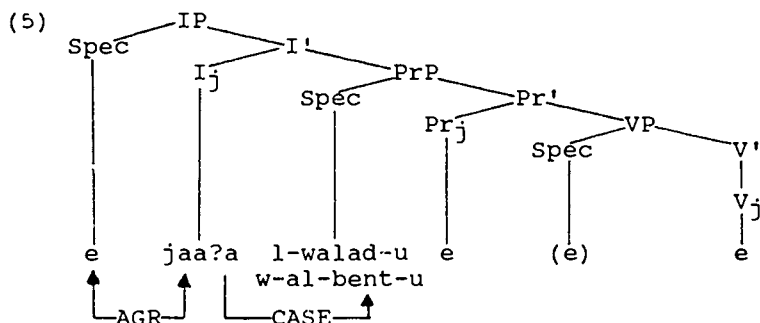 (5) IP
Spec I'
Ij PrP
Spec Pr'
Prj VP
Spec V'
Vj
e jaa?a l-walad-u e (e) e
w-al-bent-u
AGR CASE